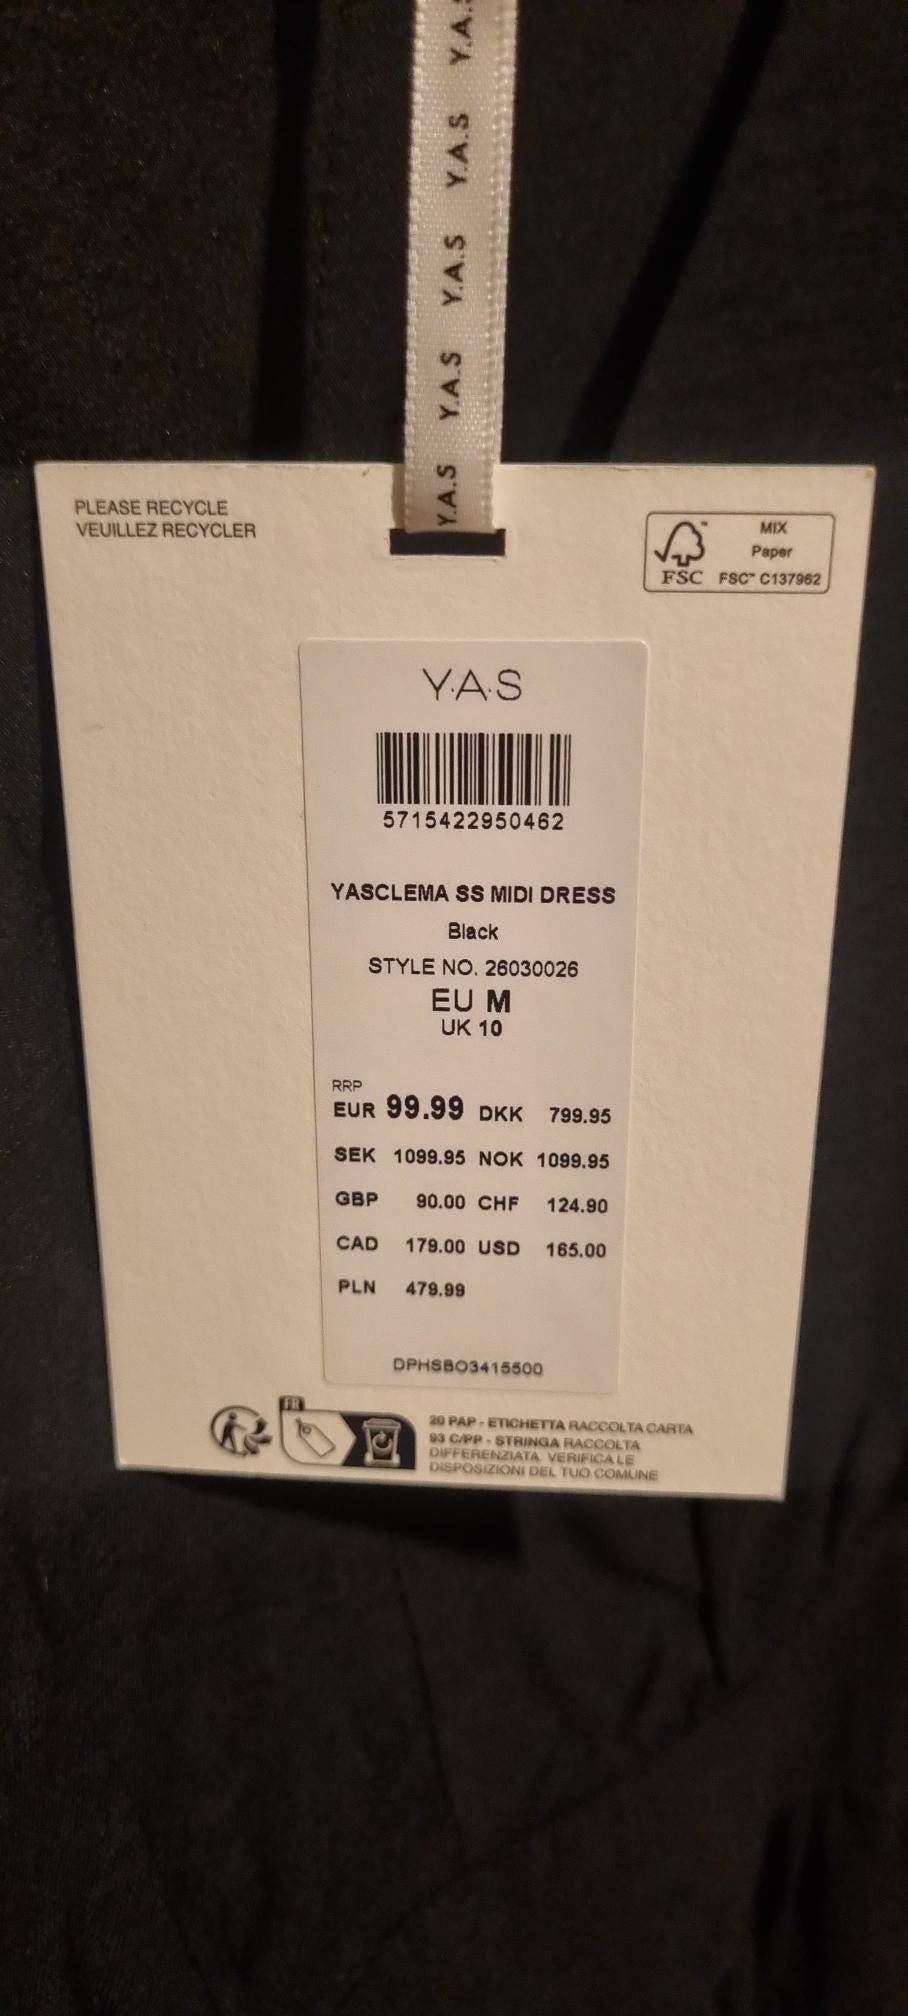 Y.A.S
Y.A.S
Y.A.S
Y.A.S
Y.A.S
PLEASE RECYCLE
VEUILLEZ RECYCLER
MIX
Paper
FSC FSC™ C137962
Y.A.S
5715422950462
YASCLEMA SS MIDI DRESS
Black
STYLE NO. 26030026
EU M
UK 10
RRP
EUR 99.99 DKK 799.95
SEK 1099.95 NOK 1099.95
GBP 90.00 CHF 124.90
CAD 179.00 USD 165.00
PLN 479.99
DPHSBO3415500
FR
20 PAP - ETICHETTA RACCOLTA CARTA
93 C/PP - STRINGA RACCOLTA
DIFFERENZIATA. VERIFICA LE
DISPOSIZIONI DEL TUO COMUNE